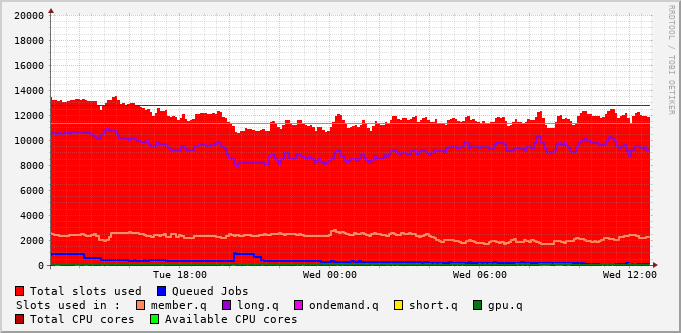 20000
18000
16000
14000
12000
10000
8000
6000
4000
2000
0
Tue 18:00 Wed 00:00 Wed 06:00 Wed 12:00
Total slots used Queued Jobs
Slots used in : member.q long.q ondemand.q short.q gpu.q
Total CPU cores Available CPU cores
RRDTOOL / TOBI OETIKER